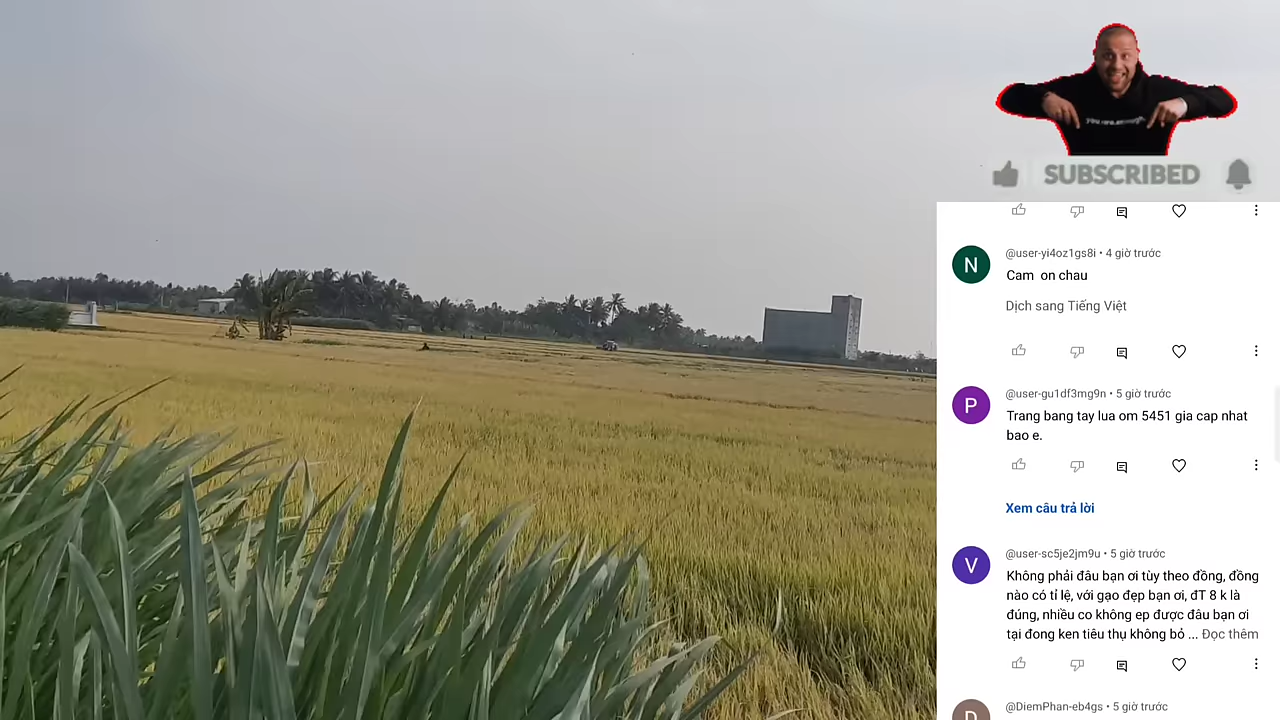 SUBSCRIBED
@user-yi4oz1gs8i • 4 giờ trước
Cam on chau
Dịch sang Tiếng Việt
@user-gu1df3mg9n • 5 giờ trước
Trang bang tay lua om 5451 gia cap nhat
bao e.
Xem câu trả lời
@user-sc5je2jm9u • 5 giờ trước
Không phải đâu bạn ơi tùy theo đồng, đồng
nào có tỉ lệ, với gạo đẹp bạn ơi, đT 8 k là
đúng, nhiều co không ep được đâu bạn ơi
tại đong ken tiêu thụ không bỏ ... Đọc thêm
@DiemPhan-eb4gs • 5 giờ trước
N
P
V
D